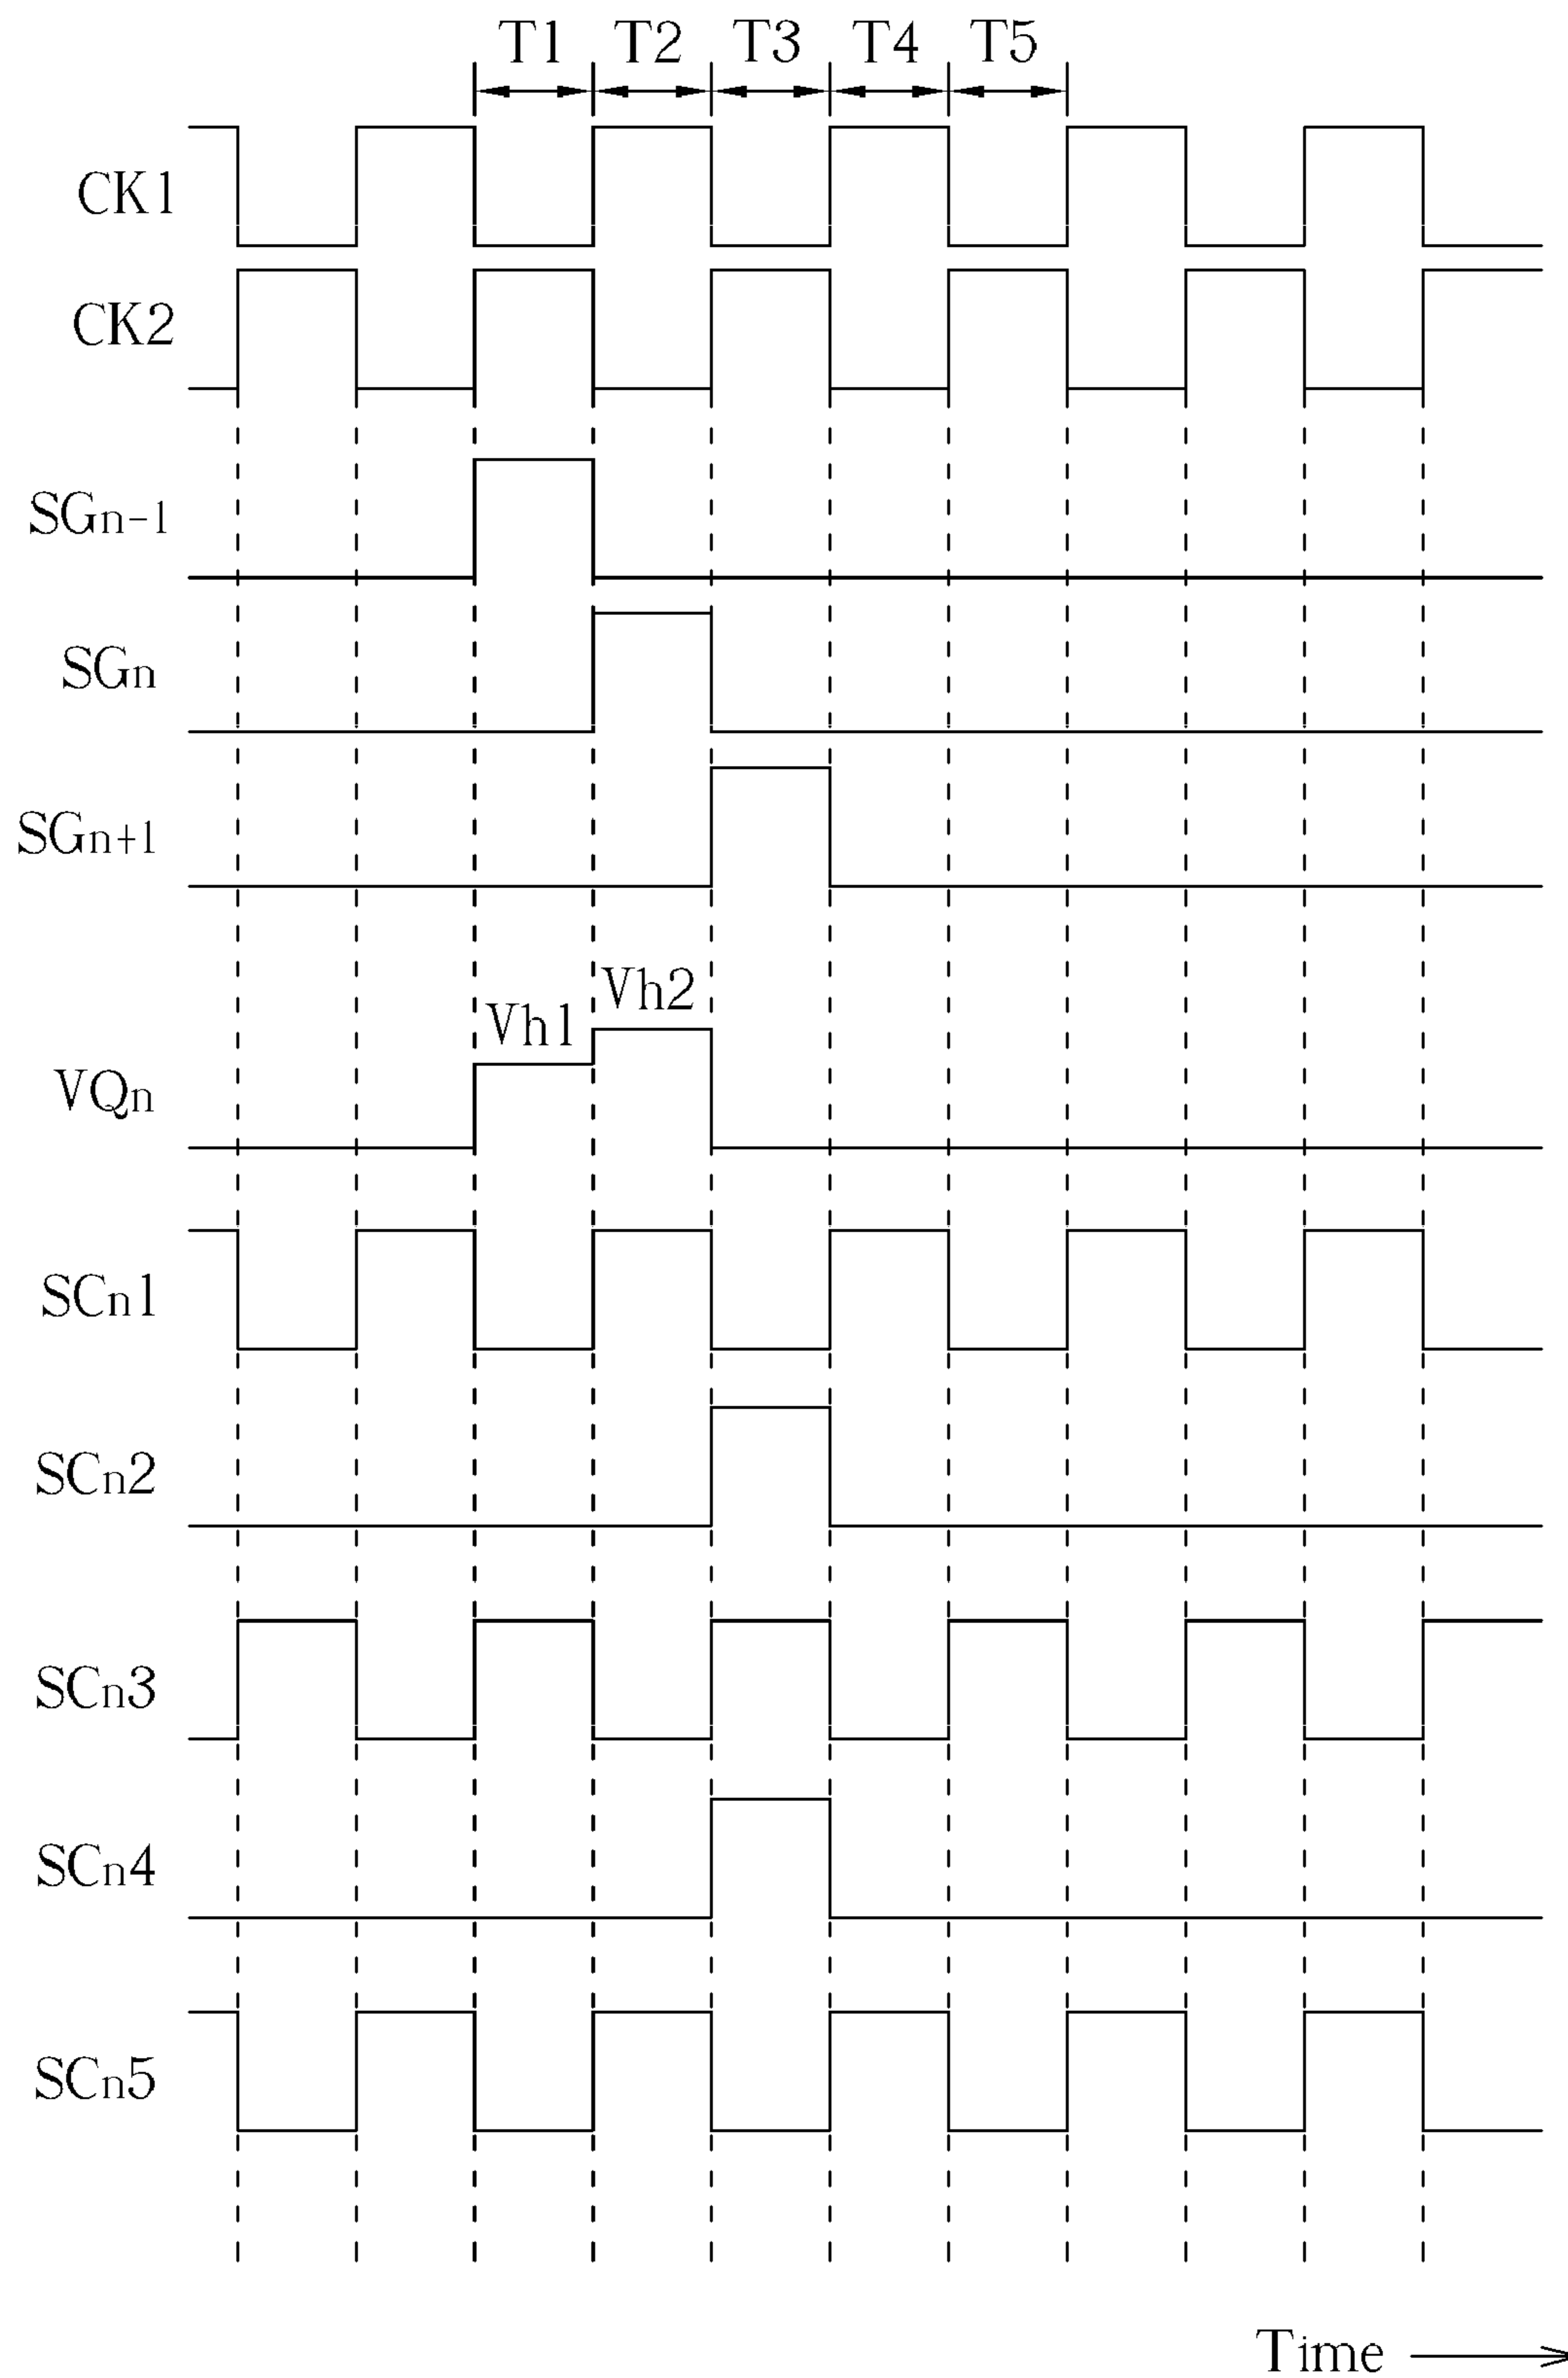 T1 T2 T3 T4 T5
CK1
CK2
SGn-1
SGn
SGn+1
Vh1 Vh2
VQn
SCn1
SCn2
SCn3
SCn4
SCn5
Time